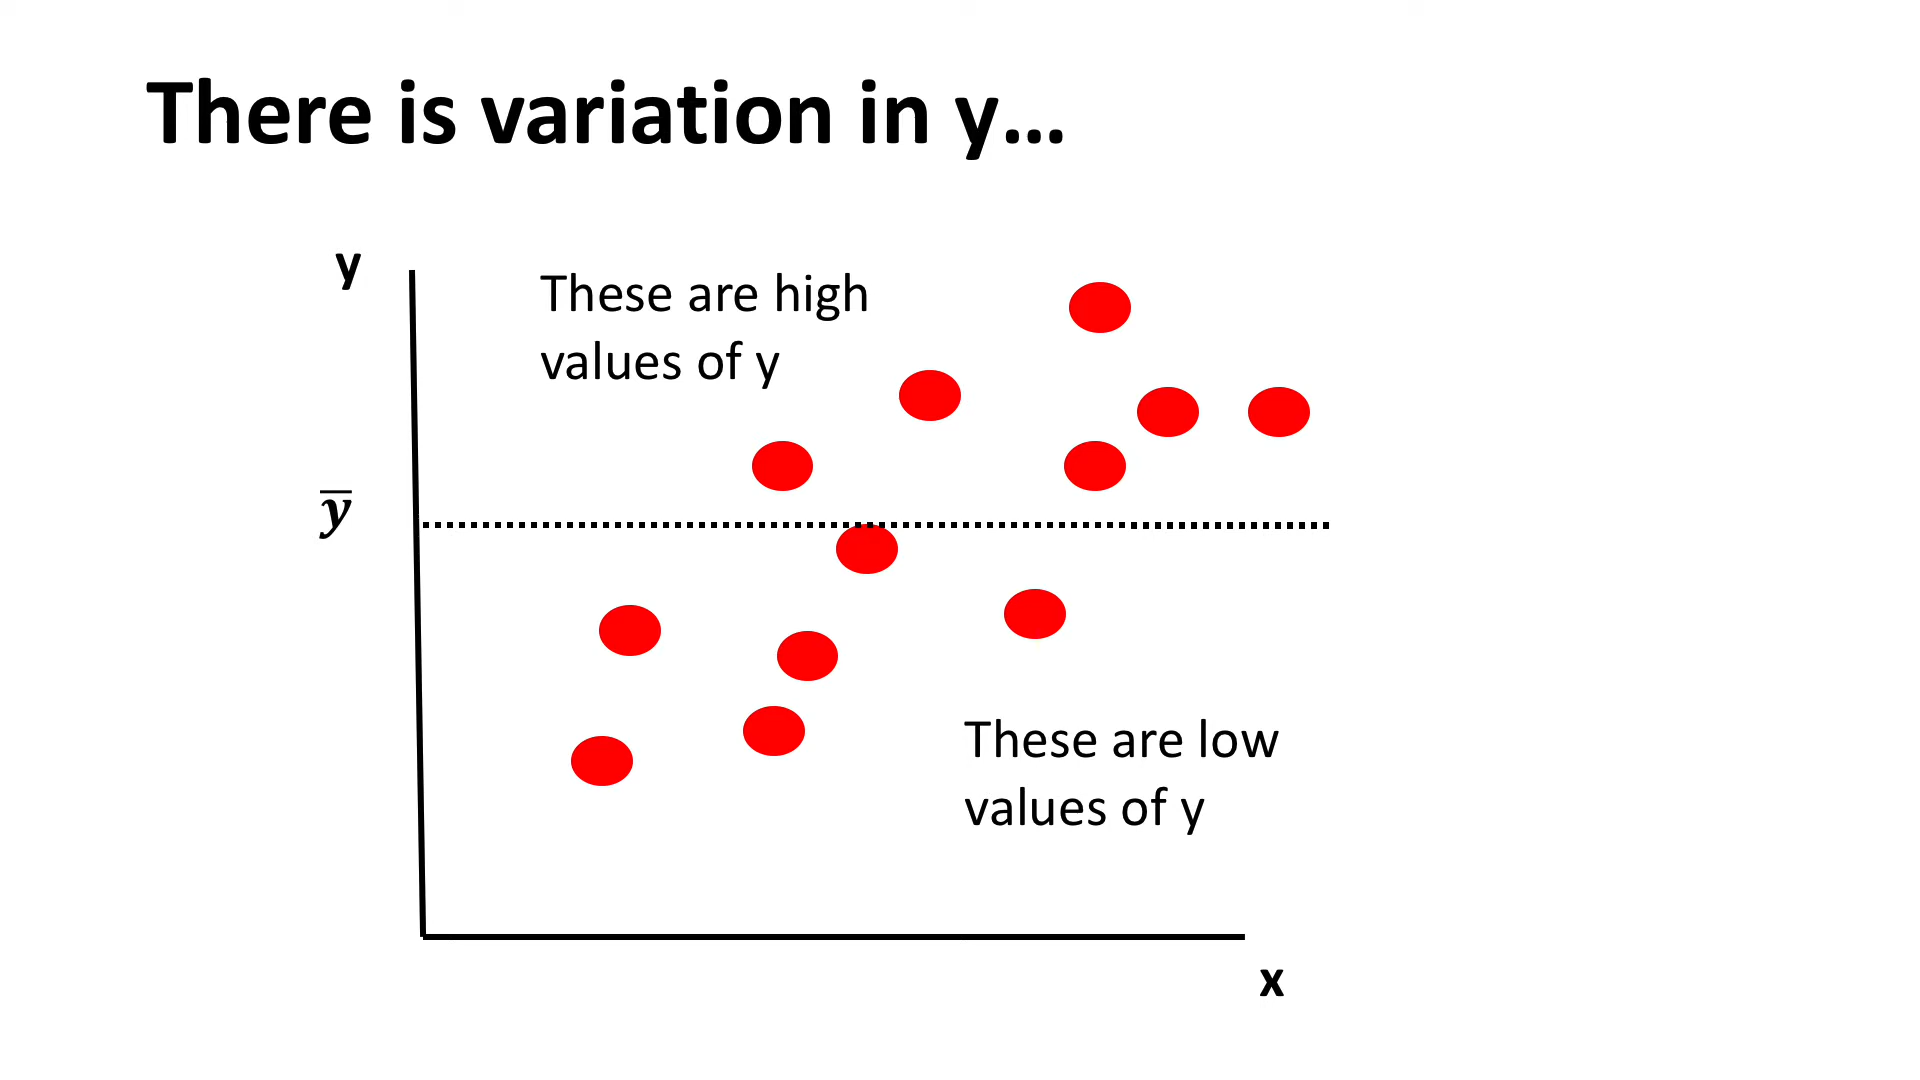 There is variation in y…
y
These are high
values of y
y̅
These are low
values of y
x